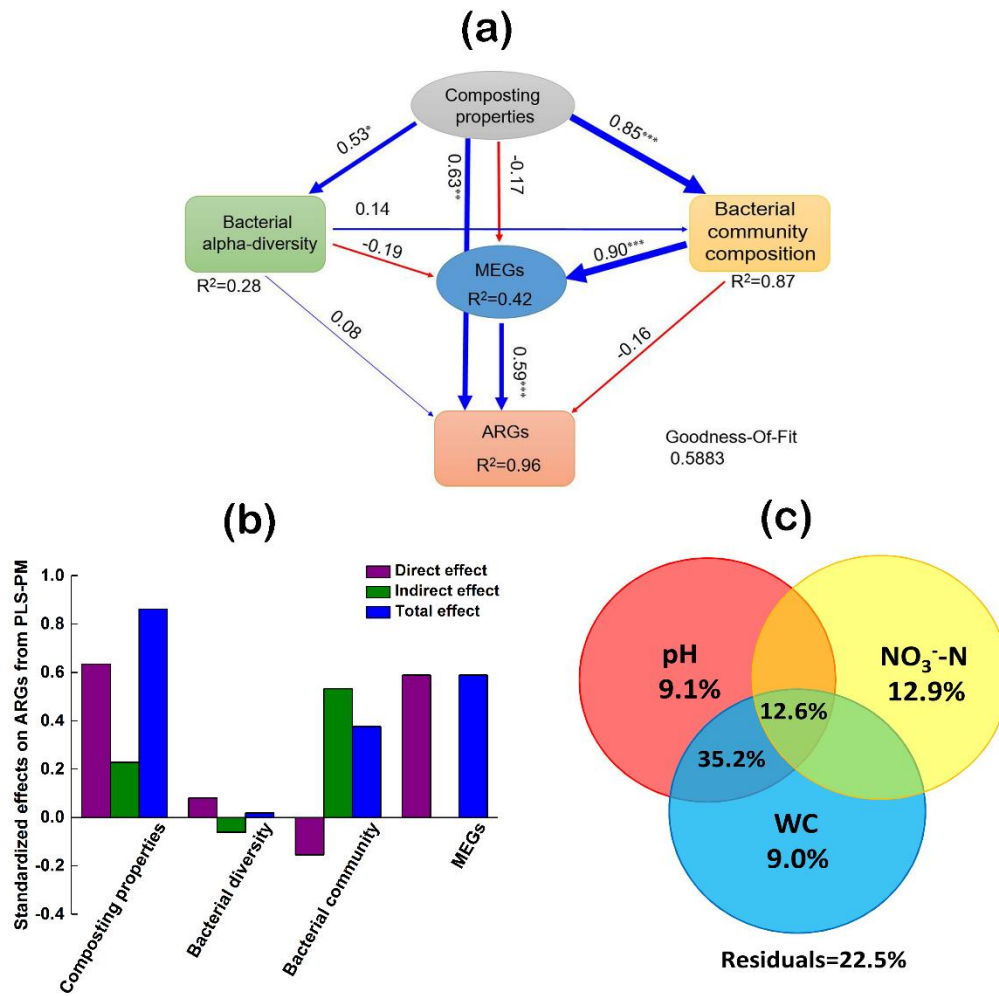 (a)
Composting
properties
0.53*
0.63**
-0.17
0.85***
Bacterial
alpha-diversity
R²=0.28
0.14
-0.19
MEGs
R²=0.42
0.90***
Bacterial
community
composition
R²=0.87
0.08
0.59***
-0.16
ARGs
R²=0.96
Goodness-Of-Fit
0.5883
(b)
Standardized effects on ARGs from PLS-PM
1.0
0.8
0.6
0.4
0.2
0.0
-0.2
-0.4
Direct effect
Indirect effect
Total effect
Composting properties
Bacterial diversity
Bacterial community
MEGs
(c)
pH
9.1%
NO₃⁻-N
12.9%
12.6%
35.2%
WC
9.0%
Residuals=22.5%